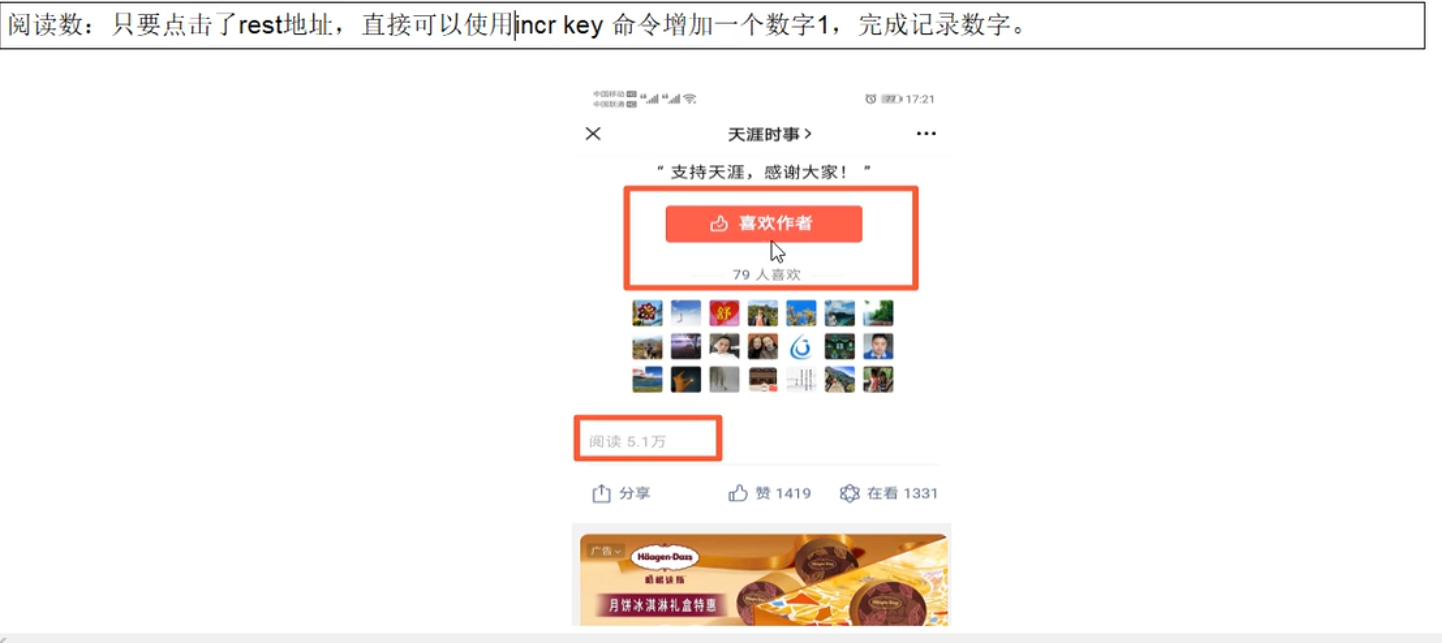 阅读数：只要点击了rest地址，直接可以使用incr key 命令增加一个数字1，完成记录数字。
中国移动 HD
中国联通 HD
77 17:21
天涯时事
“ 支持天涯，感谢大家！ ”
喜欢作者
79 人喜欢
舒
阅读 5.1万
分享 赞 1419 在看 1331
广告
Häagen-Dazs
哈根达斯
月饼冰淇淋礼盒特惠